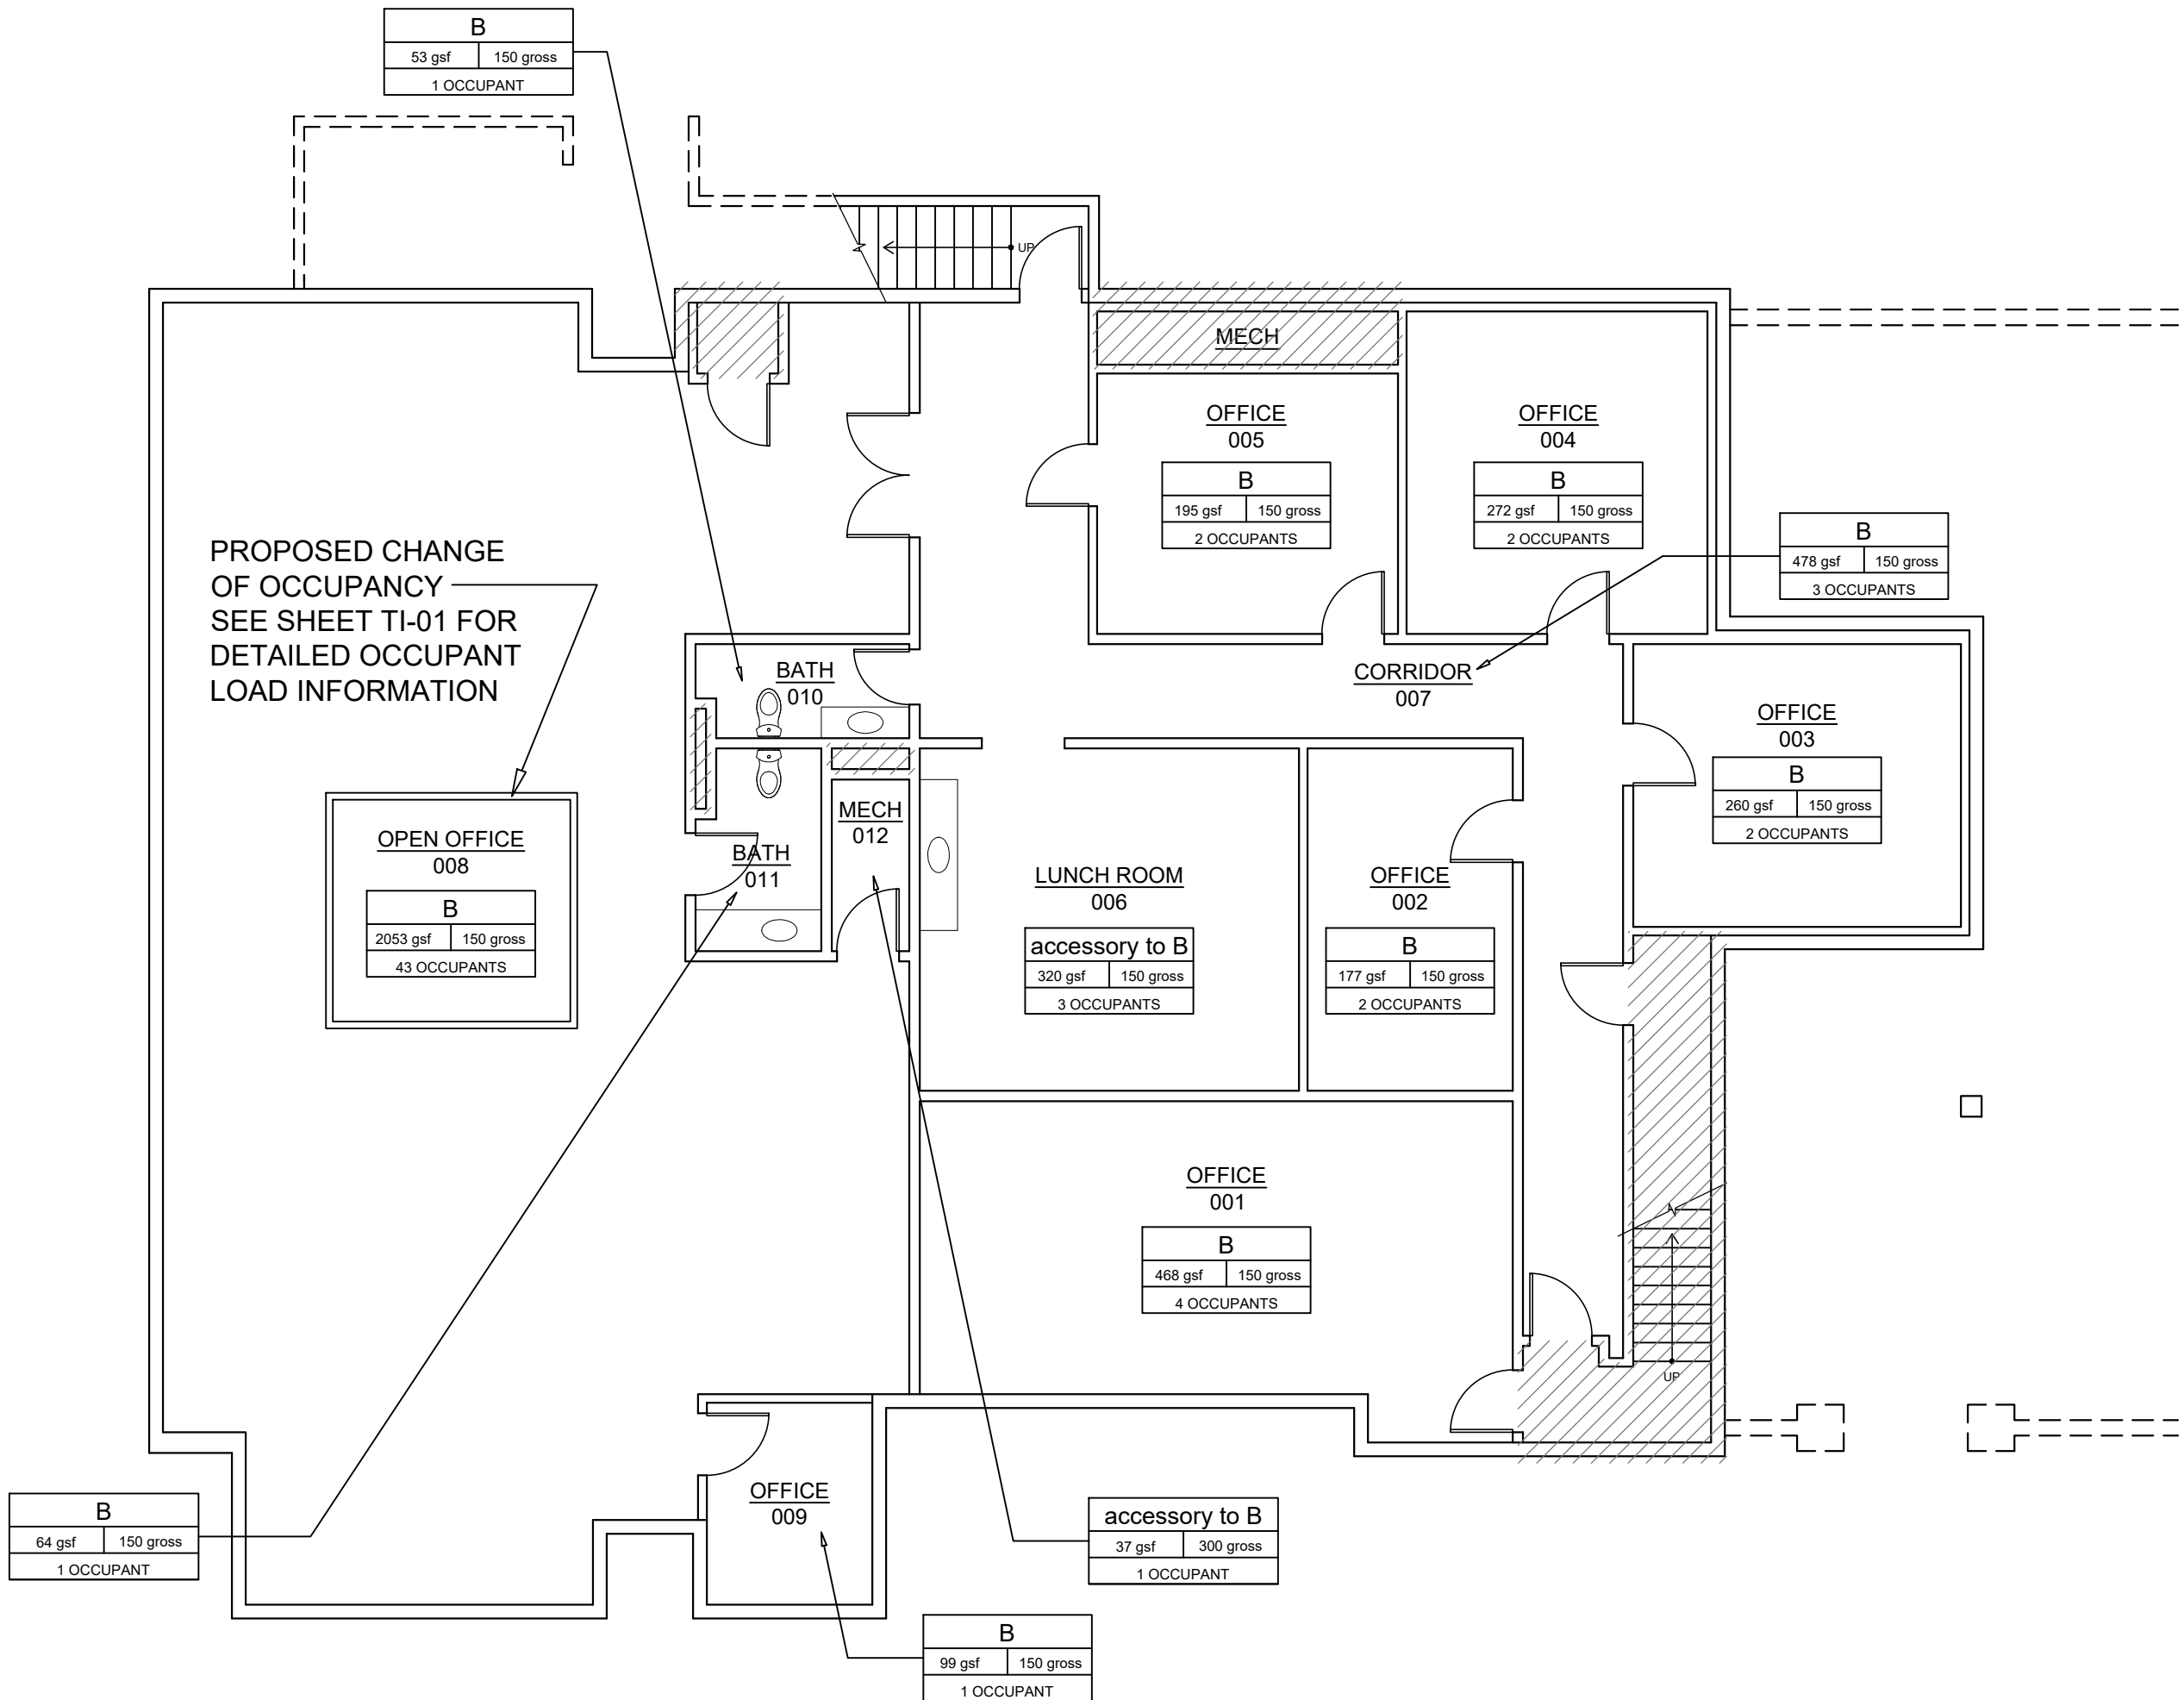 B
53 gsf 150 gross
1 OCCUPANT
UP
MECH
OFFICE
005
B
195 gsf 150 gross
2 OCCUPANTS
OFFICE
004
B
272 gsf 150 gross
2 OCCUPANTS
B
478 gsf 150 gross
3 OCCUPANTS
PROPOSED CHANGE
OF OCCUPANCY
SEE SHEET TI-01 FOR
DETAILED OCCUPANT
LOAD INFORMATION
BATH
010
CORRIDOR
007
OFFICE
003
B
260 gsf 150 gross
2 OCCUPANTS
OPEN OFFICE
008
B
2053 gsf 150 gross
43 OCCUPANTS
MECH
012
BATH
011
LUNCH ROOM
006
accessory to B
320 gsf 150 gross
3 OCCUPANTS
OFFICE
002
B
177 gsf 150 gross
2 OCCUPANTS
OFFICE
001
B
468 gsf 150 gross
4 OCCUPANTS
UP
OFFICE
009
B
64 gsf 150 gross
1 OCCUPANT
accessory to B
37 gsf 300 gross
1 OCCUPANT
B
99 gsf 150 gross
1 OCCUPANT